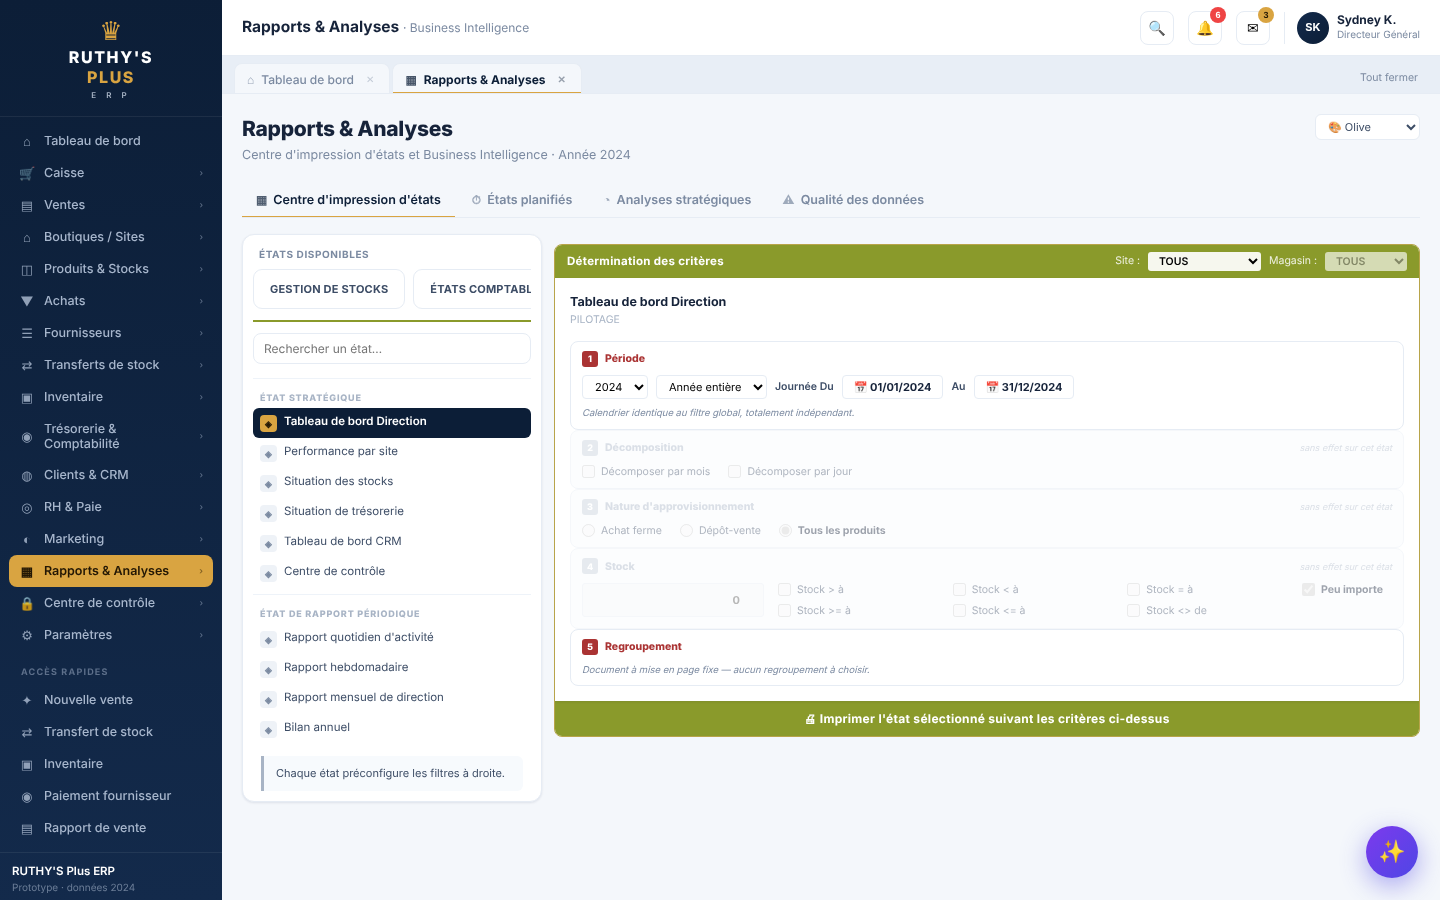 RUTHY'S
PLUS
E R P
Tableau de bord
Caisse
Ventes
Boutiques / Sites
Produits & Stocks
Achats
Fournisseurs
Transferts de stock
Inventaire
Trésorerie &
Comptabilité
Clients & CRM
RH & Paie
Marketing
Rapports & Analyses
Centre de contrôle
Paramètres
ACCÈS RAPIDES
Nouvelle vente
Transfert de stock
Inventaire
Paiement fournisseur
Rapport de vente
RUTHY'S Plus ERP
Prototype · données 2024
Rapports & Analyses · Business Intelligence
6
3
SK
Sydney K.
Directeur Général
Tableau de bord ×
Rapports & Analyses ×
Tout fermer
Rapports & Analyses
Centre d'impression d'états et Business Intelligence · Année 2024
Olive
Centre d'impression d'états
États planifiés
Analyses stratégiques
Qualité des données
ÉTATS DISPONIBLES
GESTION DE STOCKS
ÉTATS COMPTABL
Rechercher un état...
ÉTAT STRATÉGIQUE
Tableau de bord Direction
Performance par site
Situation des stocks
Situation de trésorerie
Tableau de bord CRM
Centre de contrôle
ÉTAT DE RAPPORT PÉRIODIQUE
Rapport quotidien d'activité
Rapport hebdomadaire
Rapport mensuel de direction
Bilan annuel
Chaque état préconfigure les filtres à droite.
Détermination des critères
Site : TOUS
Magasin : TOUS
Tableau de bord Direction
PILOTAGE
1 Période
2024 Année entière Journée Du 01/01/2024 Au 31/12/2024
Calendrier identique au filtre global, totalement indépendant.
2 Décomposition sans effet sur cet état
Décomposer par mois Décomposer par jour
3 Nature d'approvisionnement sans effet sur cet état
Achat ferme Dépôt-vente Tous les produits
4 Stock sans effet sur cet état
0
Stock > à Stock < à Stock = à Peu importe
Stock >= à Stock <= à Stock <> de
5 Regroupement
Document à mise en page fixe — aucun regroupement à choisir.
Imprimer l'état sélectionné suivant les critères ci-dessus